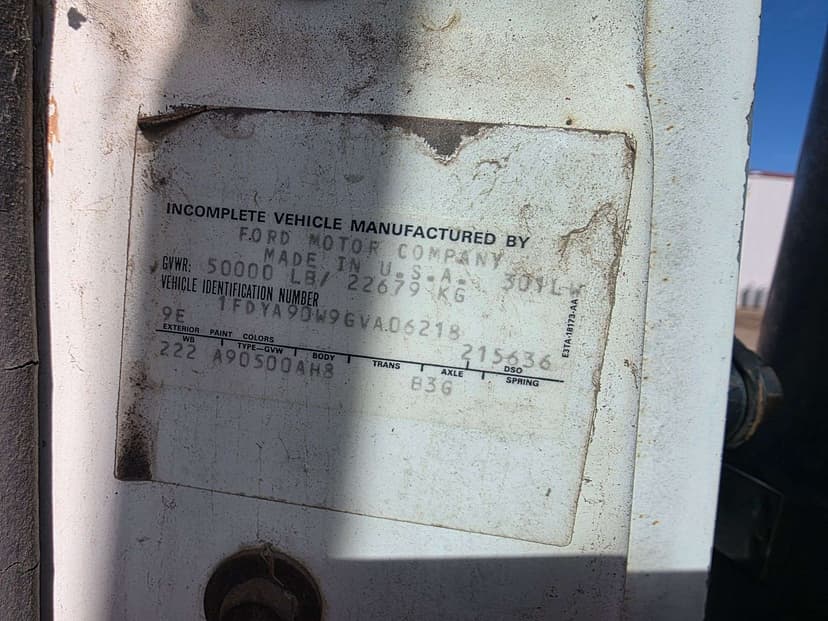 INCOMPLETE VEHICLE MANUFACTURED BY
FORD MOTOR COMPANY
MADE IN U.S.A.
GVWR: 50000 LB/ 22679 KG
VEHICLE IDENTIFICATION NUMBER
1FDYA90W9GVA06218
9E 215636
EXTERIOR PAINT COLORS DSO
WB TYPE-GVW BODY TRANS AXLE SPRING
222 A90500AH8 B3G
E3TA-18173-AA